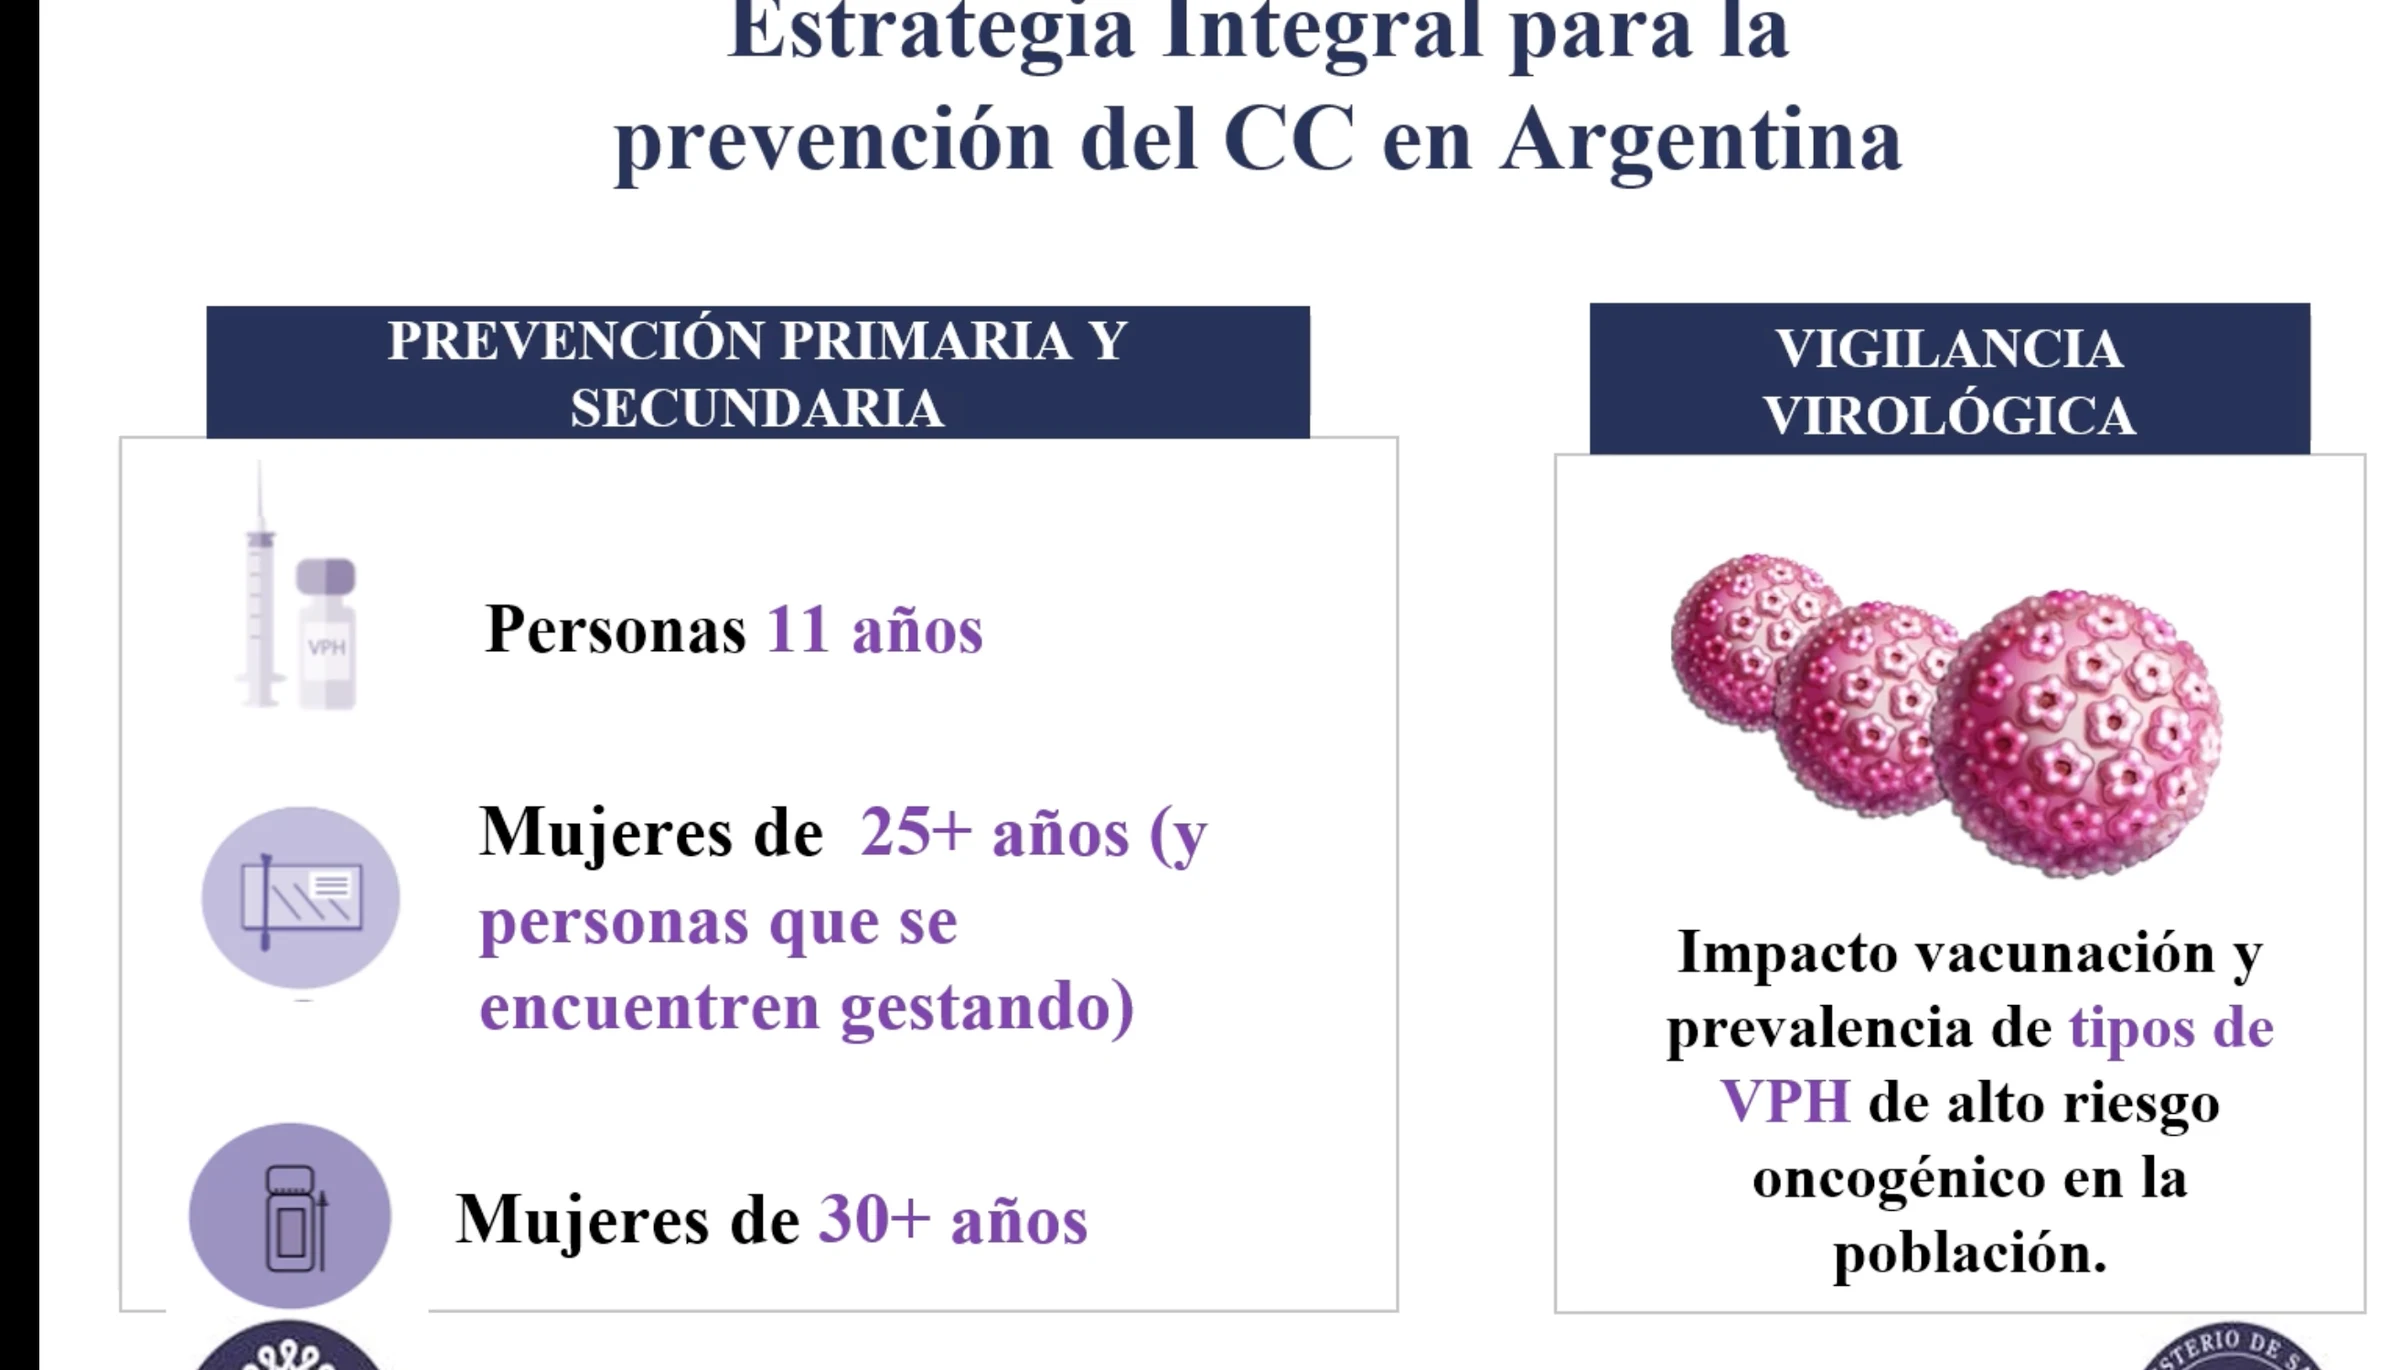 Estrategia Integral para la
prevención del CC en Argentina
PREVENCIÓN PRIMARIA Y
SECUNDARIA
VPH
Personas 11 años
Mujeres de 25+ años (y
personas que se
encuentren gestando)
Mujeres de 30+ años
VIGILANCIA
VIROLÓGICA
Impacto vacunación y
prevalencia de tipos de
VPH de alto riesgo
oncogénico en la
población.
DE